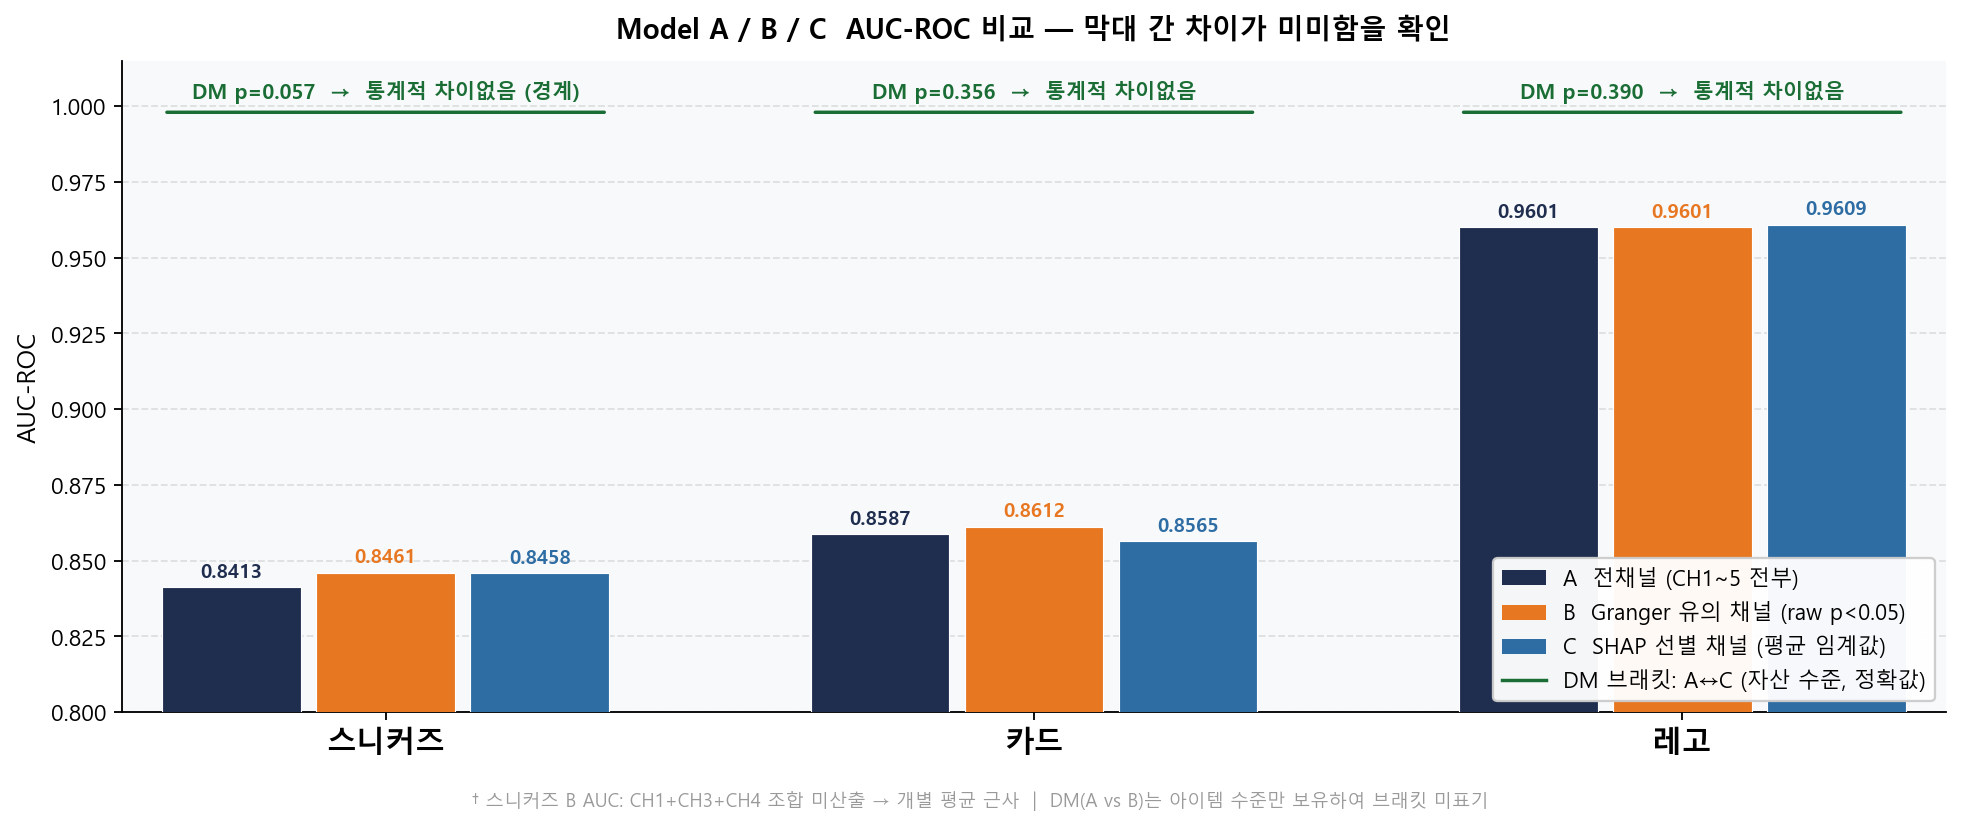 Model A / B / C  AUC-ROC 비교 — 막대 간 차이가 미미함을 확인
DM p=0.057 → 통계적 차이없음 (경계)
DM p=0.356 → 통계적 차이없음
DM p=0.390 → 통계적 차이없음
AUC-ROC
1.000
0.975
0.950
0.925
0.900
0.875
0.850
0.825
0.800
0.8413
0.8461
0.8458
0.8587
0.8612
0.8565
0.9601
0.9601
0.9609
A 전채널 (CH1~5 전부)
B Granger 유의 채널 (raw p<0.05)
C SHAP 선별 채널 (평균 임계값)
DM 브래킷: A↔C (자산 수준, 정확값)
스니커즈
카드
레고
† 스니커즈 B AUC: CH1+CH3+CH4 조합 미산출 → 개별 평균 근사 | DM(A vs B)는 아이템 수준만 보유하여 브래킷 미표기